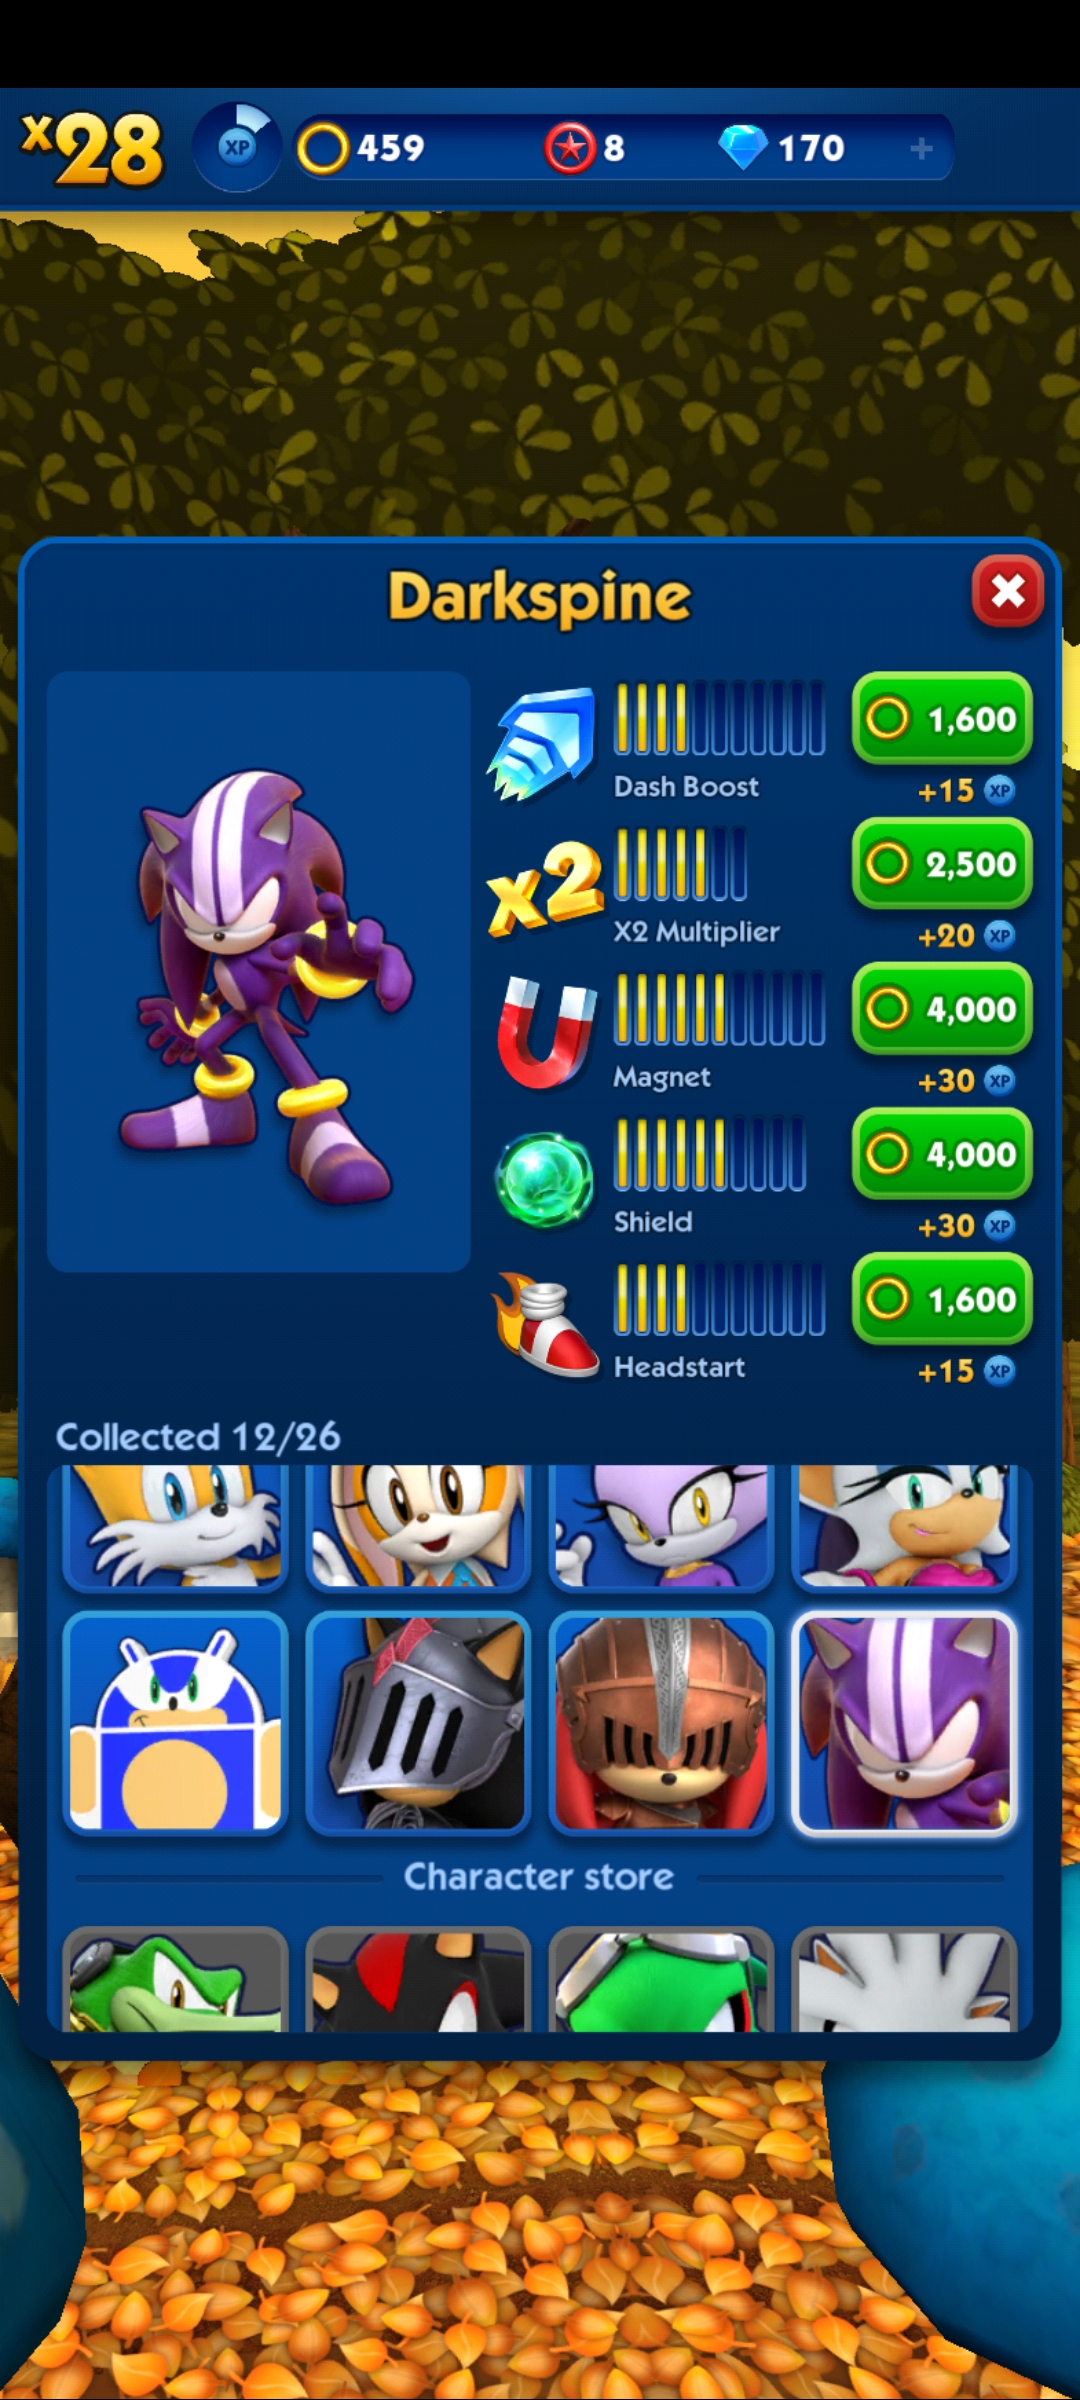 x28 XP 459 8 170 +
Darkspine
1,600
Dash Boost +15 XP
x2 2,500
X2 Multiplier +20 XP
4,000
Magnet +30 XP
4,000
Shield +30 XP
1,600
Headstart +15 XP
Collected 12/26
Character store